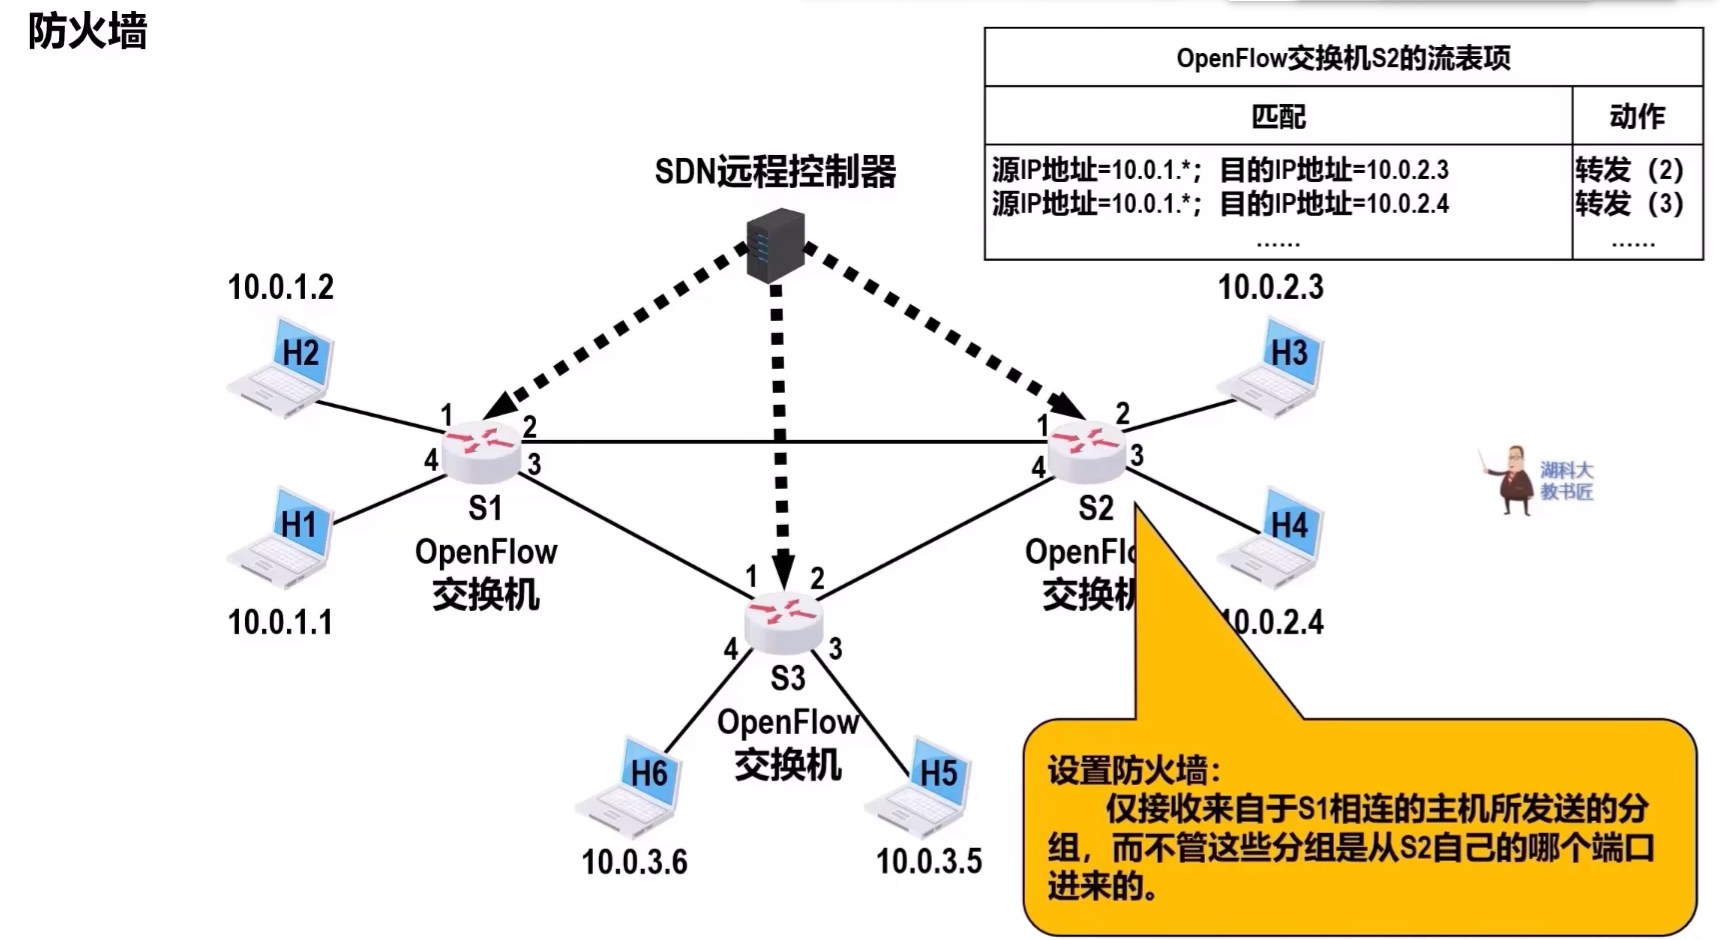 防火墙
OpenFlow交换机S2的流表项
匹配 动作
源IP地址=10.0.1.*；目的IP地址=10.0.2.3 转发（2）
源IP地址=10.0.1.*；目的IP地址=10.0.2.4 转发（3）
…… ……
SDN远程控制器
10.0.1.2
10.0.2.3
H2
H3
1
2
4
3
1
2
4
3
H1
S1
OpenFlow
交换机
10.0.1.1
S2
OpenFl
交换机
H4
10.0.2.4
湖科大
教书匠
1
2
4
3
S3
OpenFlow
交换机
H6
H5
10.0.3.6
10.0.3.5
设置防火墙：
仅接收来自于S1相连的主机所发送的分
组，而不管这些分组是从S2自己的哪个端口
进来的。